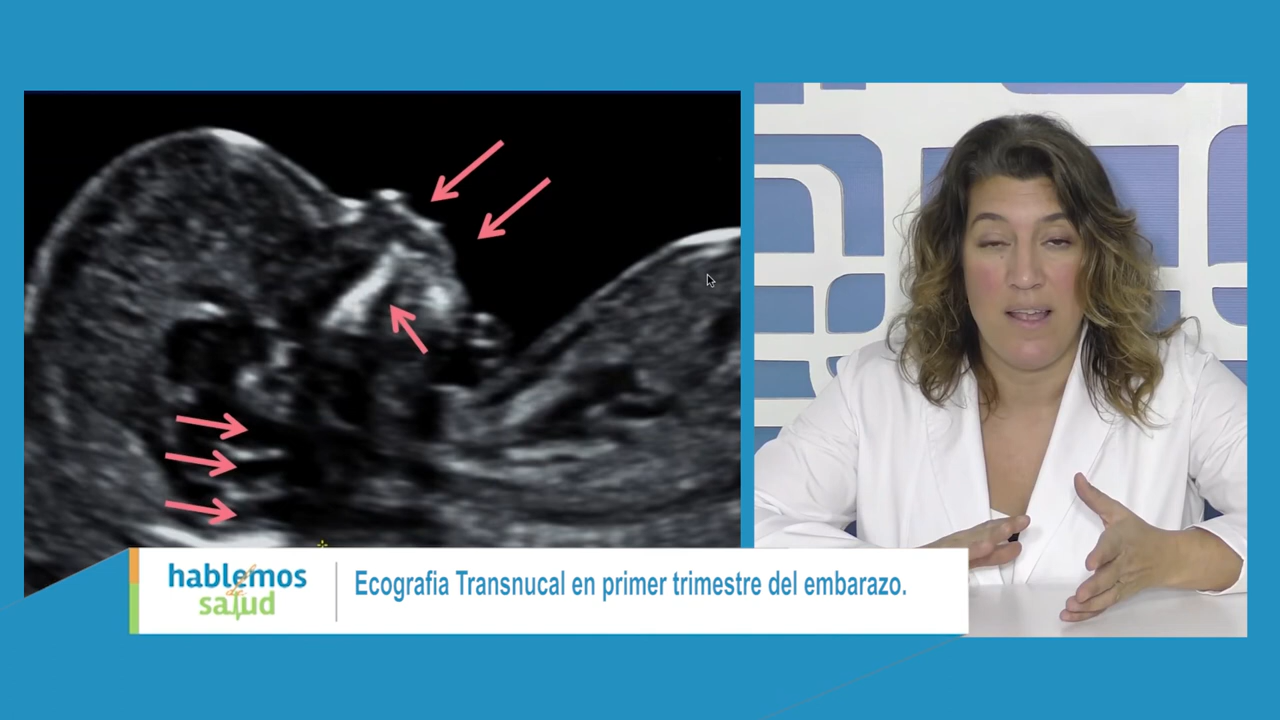 hablemos
de
salud
Ecografia Transnucal en primer trimestre del embarazo.